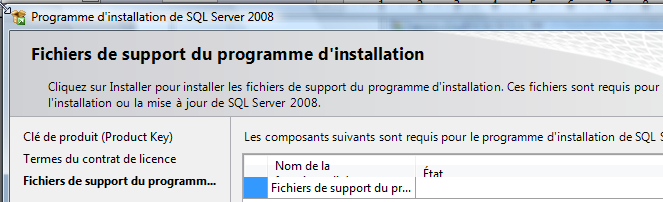 Programme d'installation de SQL Server 2008
Fichiers de support du programme d'installation
Cliquez sur Installer pour installer les fichiers de support du programme d'installation. Ces fichiers sont requis pour
l'installation ou la mise à jour de SQL Server 2008.
Clé de produit (Product Key)
Termes du contrat de licence
Fichiers de support du programm...
Les composants suivants sont requis pour le programme d'installation de SQL S
Nom de la
État
Fichiers de support du pr...